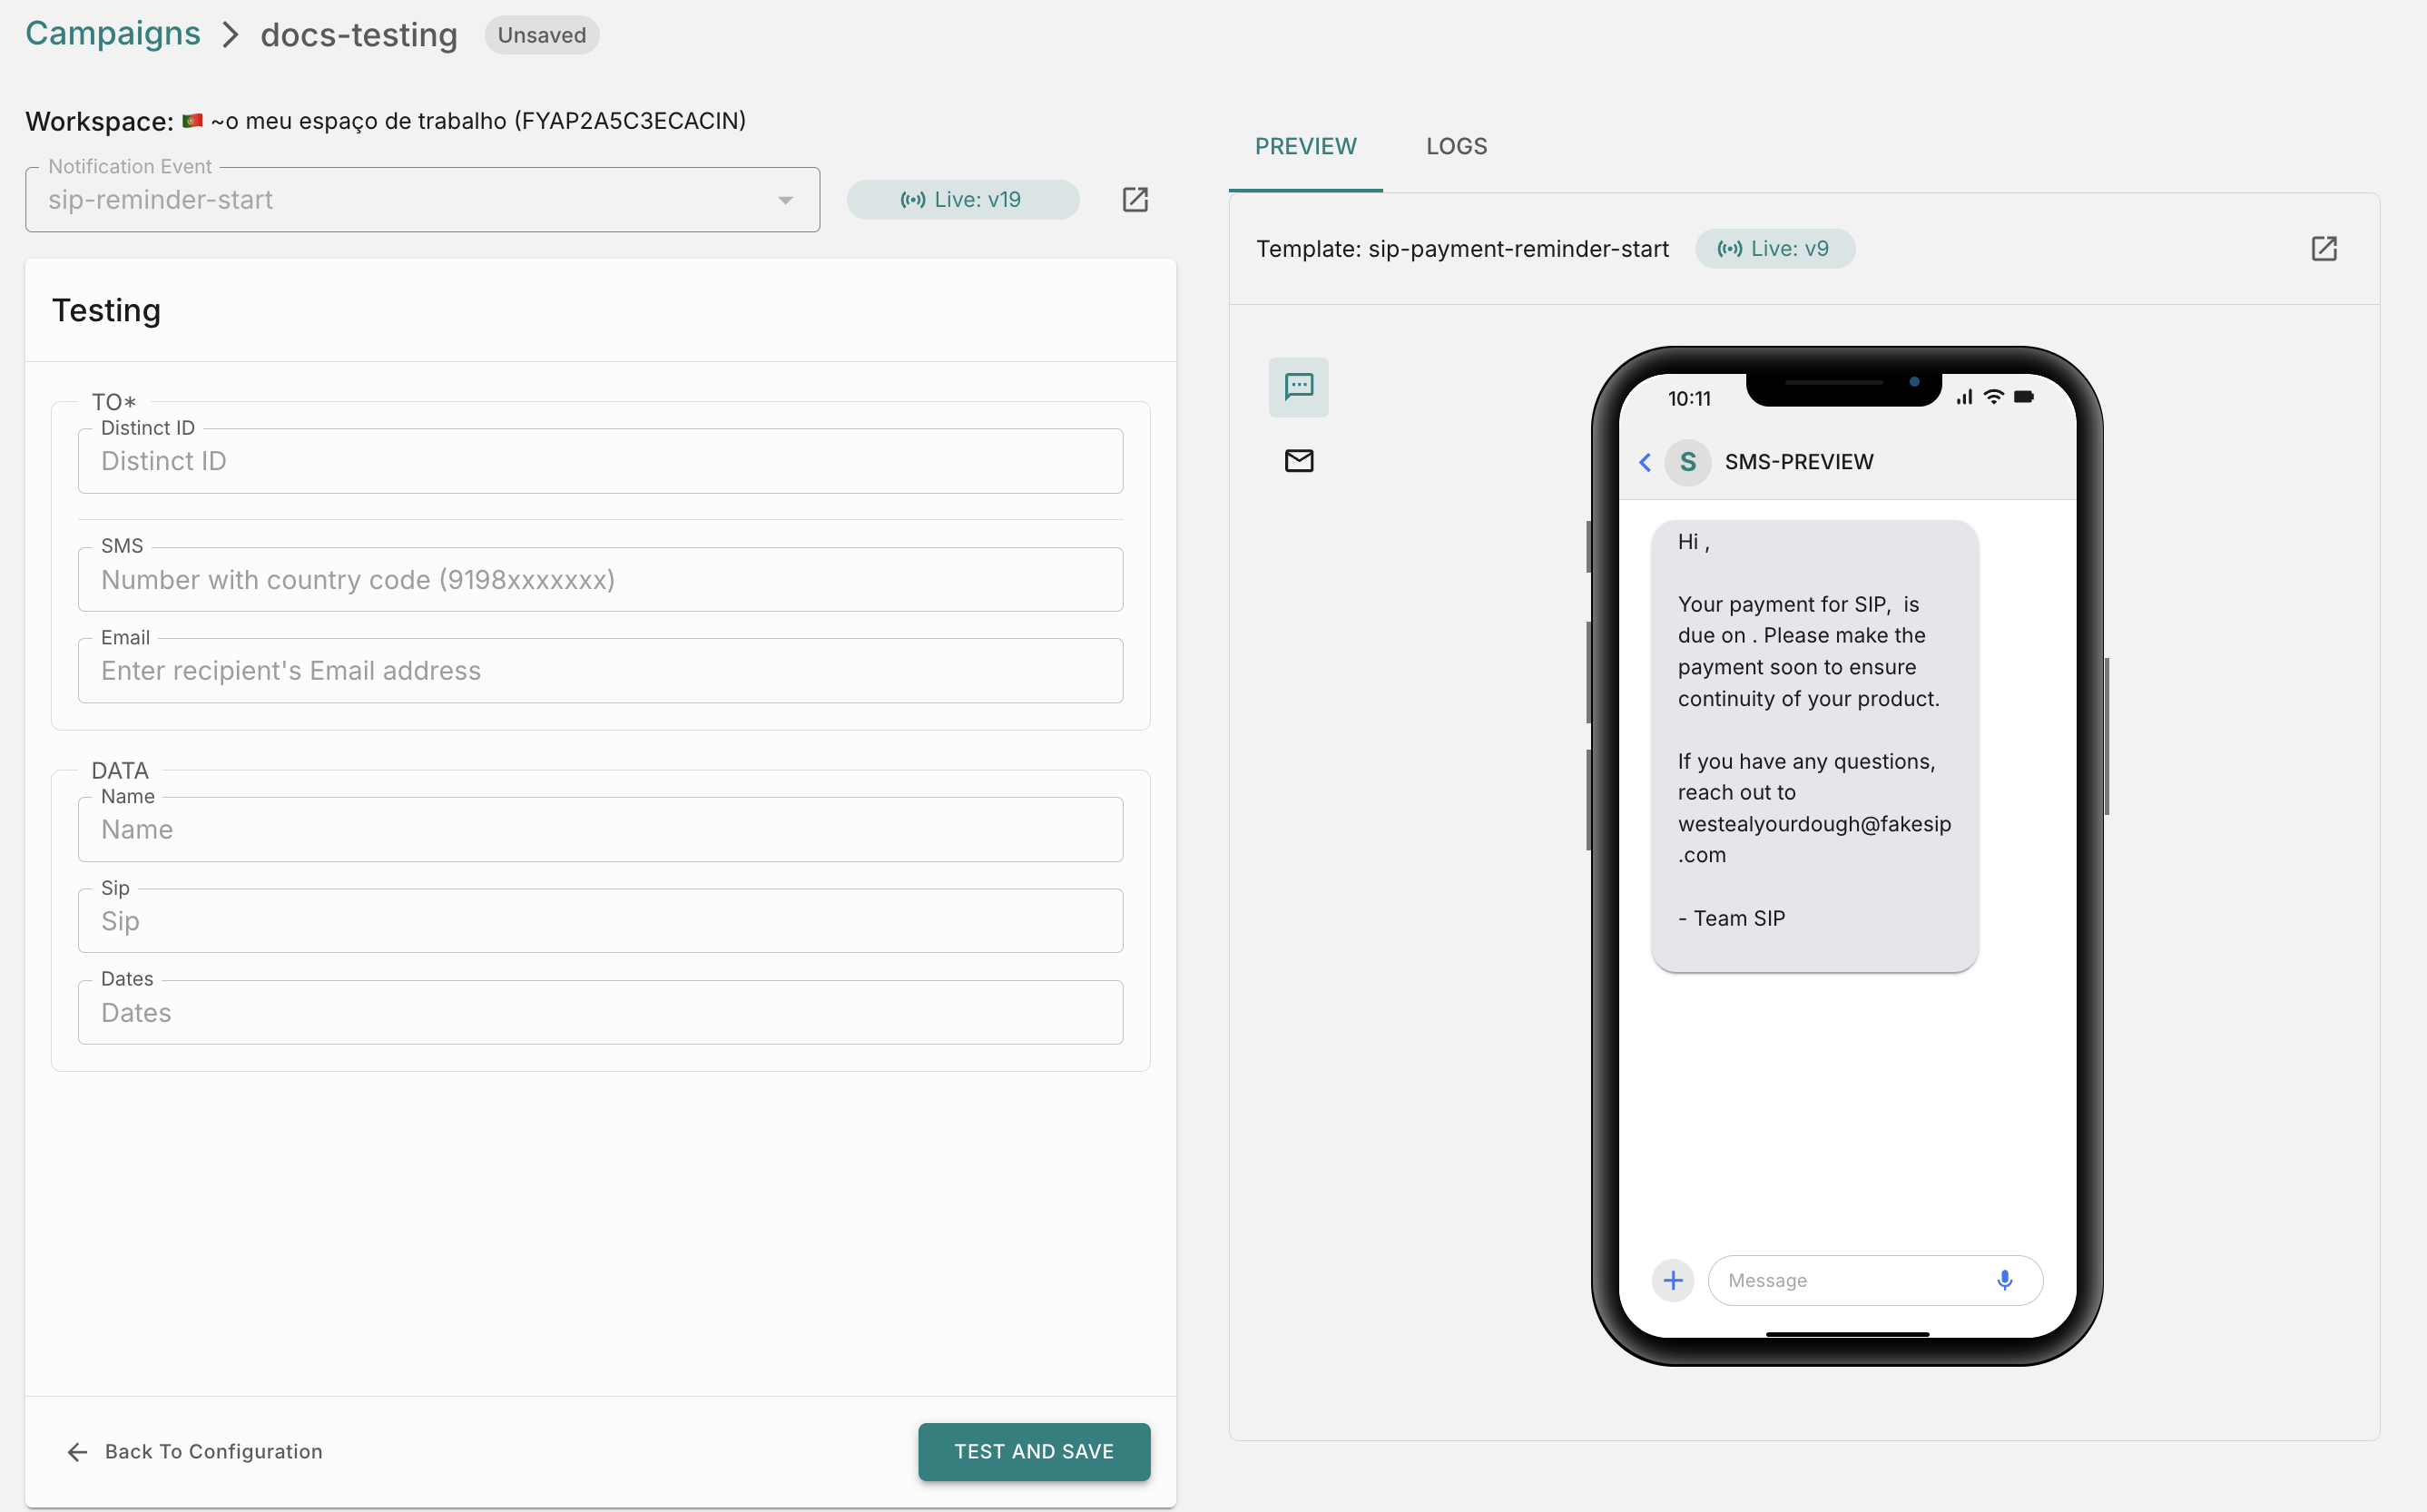 Campaigns > docs-testing Unsaved
Workspace: 🇵🇹 ~o meu espaço de trabalho (FYAP2A5C3ECACIN)
Notification Event
sip-reminder-start
Live: v19
Testing
TO*
Distinct ID
Distinct ID
SMS
Number with country code (9198xxxxxxx)
Email
Enter recipient's Email address
DATA
Name
Name
Sip
Sip
Dates
Dates
Back To Configuration
TEST AND SAVE
PREVIEW LOGS
Template: sip-payment-reminder-start Live: v9
10:11
S SMS-PREVIEW
Hi ,
Your payment for SIP,  is
due on . Please make the
payment soon to ensure
continuity of your product.
If you have any questions,
reach out to
westealyourdough@fakesip
.com
- Team SIP
Message